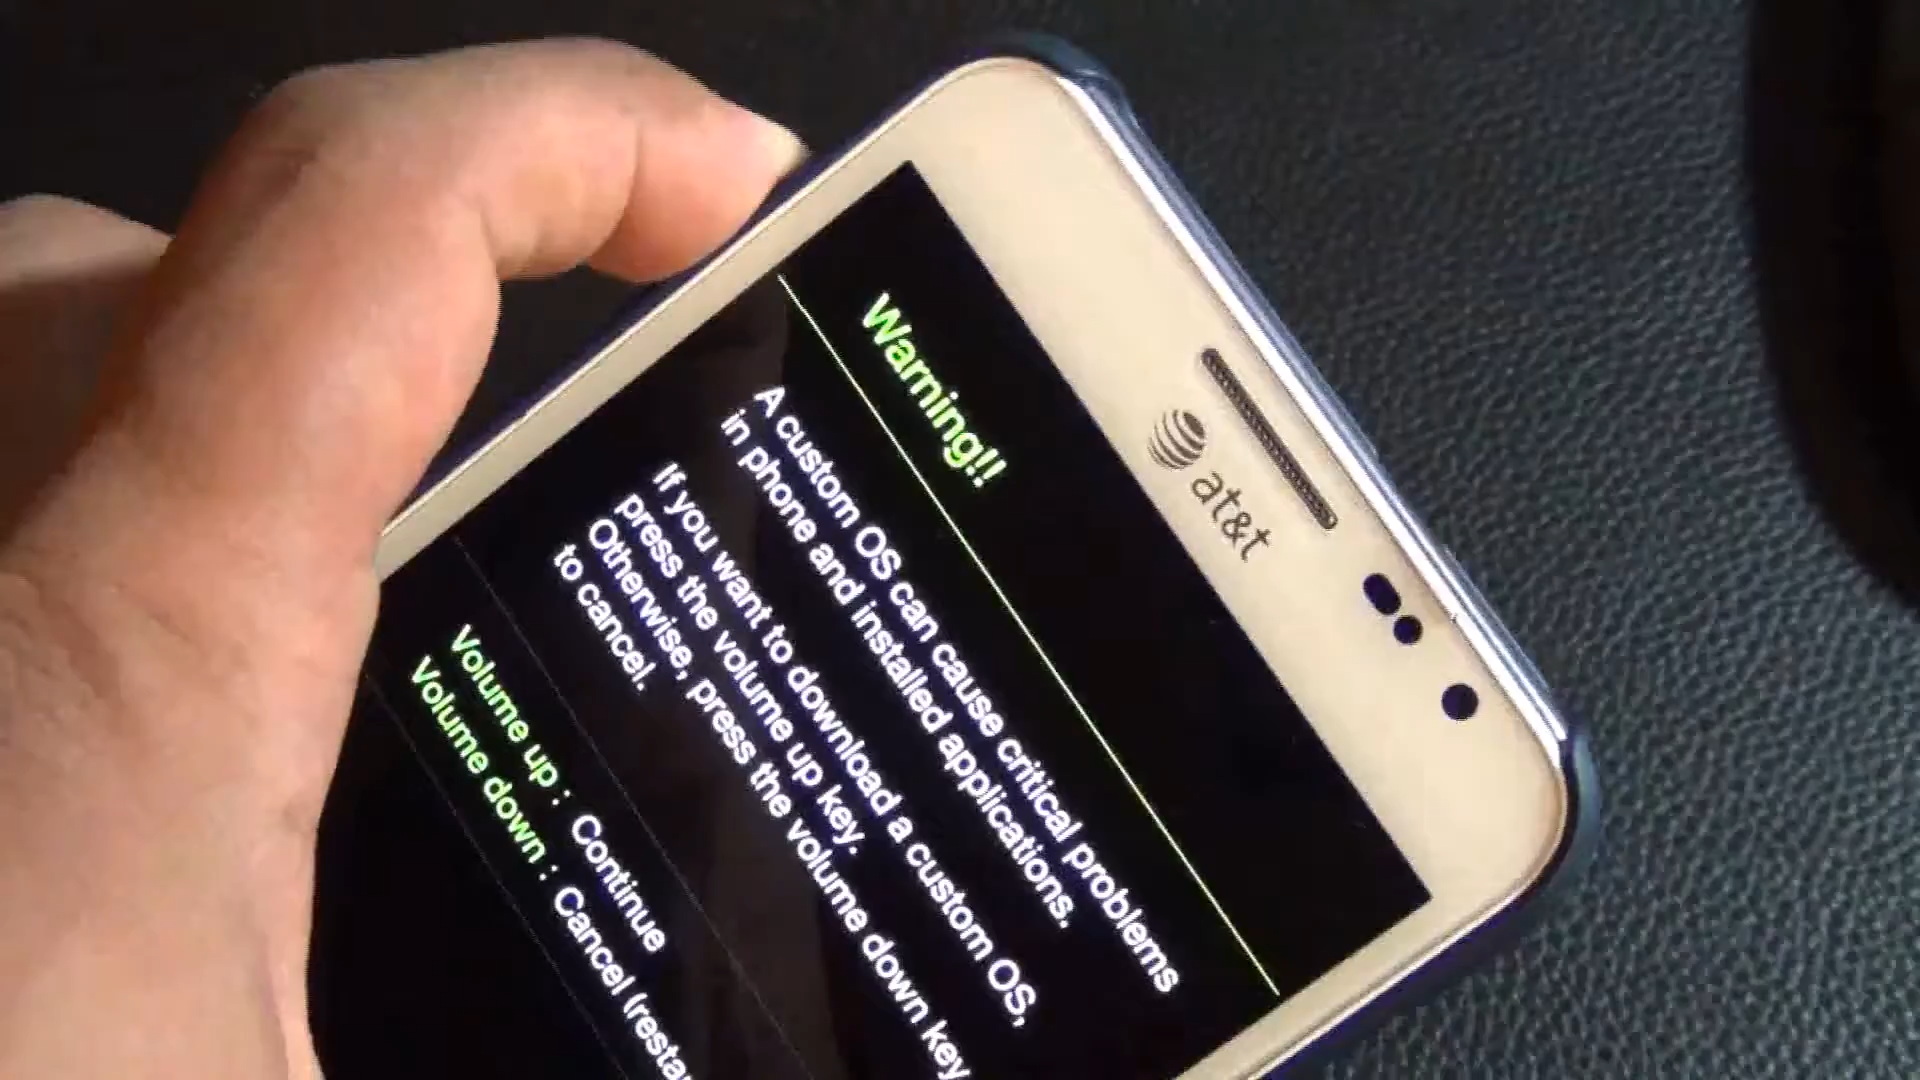 at&t
Warning!!
A custom OS can cause critical problems
in phone and installed applications.
If you want to download a custom OS,
press the volume up key.
Otherwise, press the volume down key
to cancel.
Volume up : Continue
Volume down : Cancel (resta